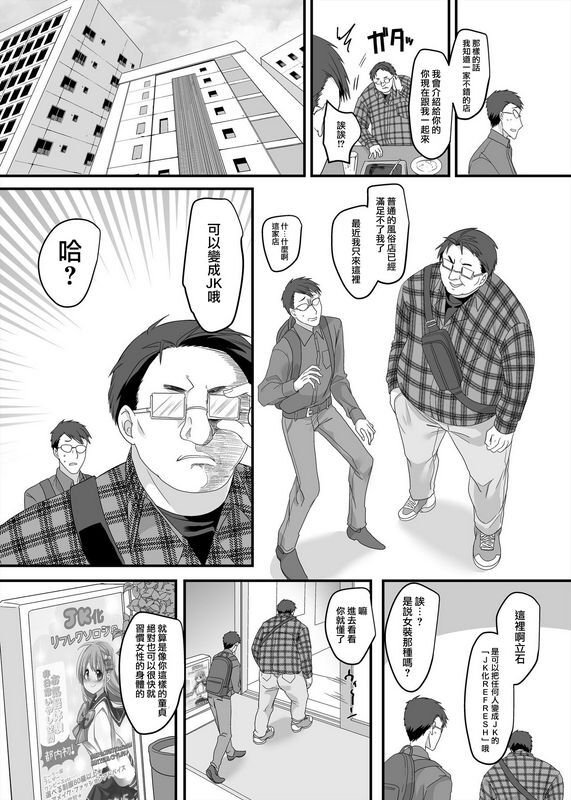 那樣的話
我知道一家不錯的店
ガタッ
我會介紹給你的
你現在跟我一起來
誒誒!?
普通的風俗店已經
滿足不了我了
最近我只來這裡
什…什麼啊
這家店
可以變成JK哦
哈?
這裡啊立石
是可以把任何人變成JK的
「JK化REFRESH」哦
誒…?
是說女裝那種嗎?
嘛
進去看看
你就懂了
就算是像你這樣的童貞
絕對也可以很快就
習慣女性的身體的
JK化
リフレクソロジー
都内初